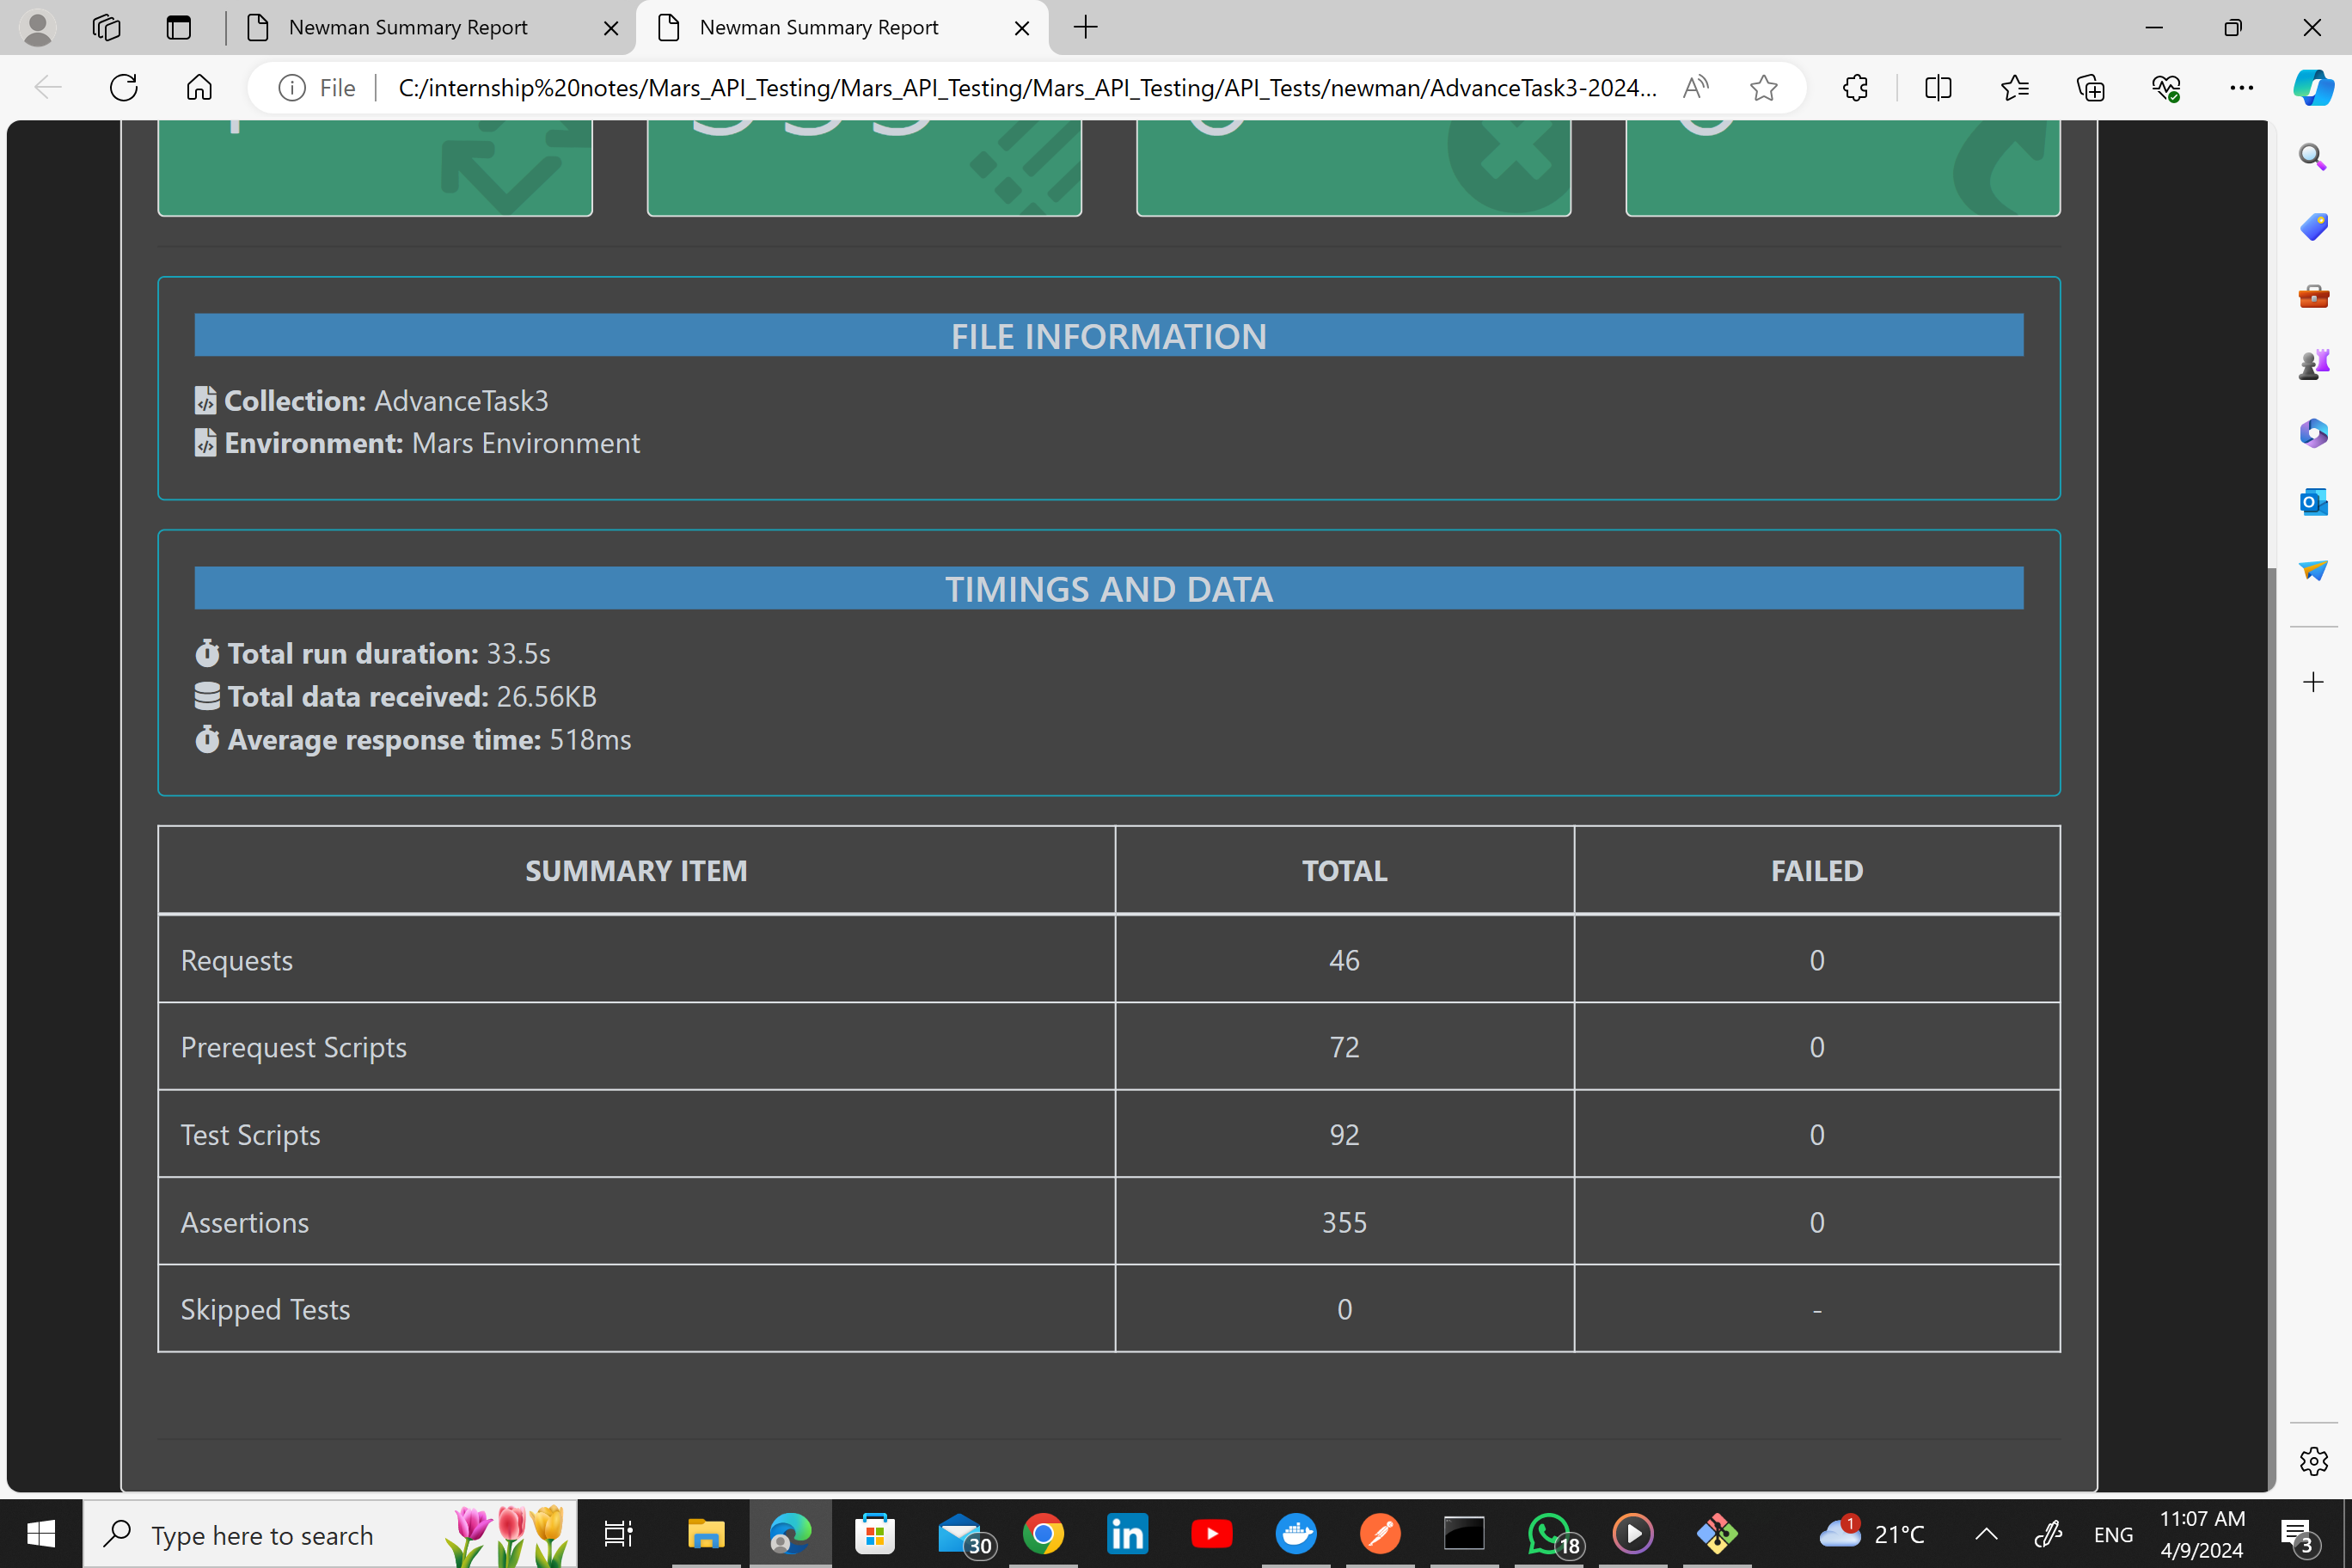 Newman Summary Report
Newman Summary Report
File
C:/internship%20notes/Mars_API_Testing/Mars_API_Testing/Mars_API_Testing/API_Tests/newman/AdvanceTask3-2024...
FILE INFORMATION
Collection: AdvanceTask3
Environment: Mars Environment
TIMINGS AND DATA
Total run duration: 33.5s
Total data received: 26.56KB
Average response time: 518ms
SUMMARY ITEM TOTAL FAILED
Requests 46 0
Prerequest Scripts 72 0
Test Scripts 92 0
Assertions 355 0
Skipped Tests 0 -
Type here to search
30
18
1
21°C
ENG
11:07 AM
4/9/2024
3